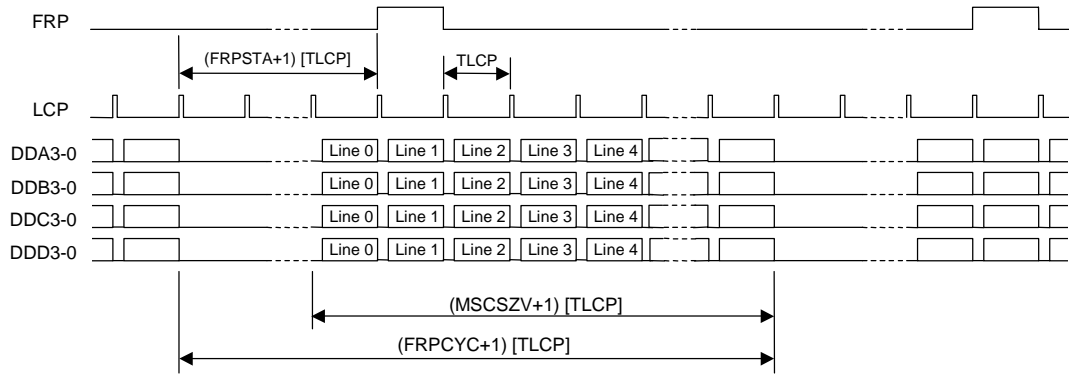 FRP
(FRPSTA+1) [TLCP] TLCP
LCP
DDA3-0 Line 0 Line 1 Line 2 Line 3 Line 4
DDB3-0 Line 0 Line 1 Line 2 Line 3 Line 4
DDC3-0 Line 0 Line 1 Line 2 Line 3 Line 4
DDD3-0 Line 0 Line 1 Line 2 Line 3 Line 4
(MSCSZV+1) [TLCP]
(FRPCYC+1) [TLCP]